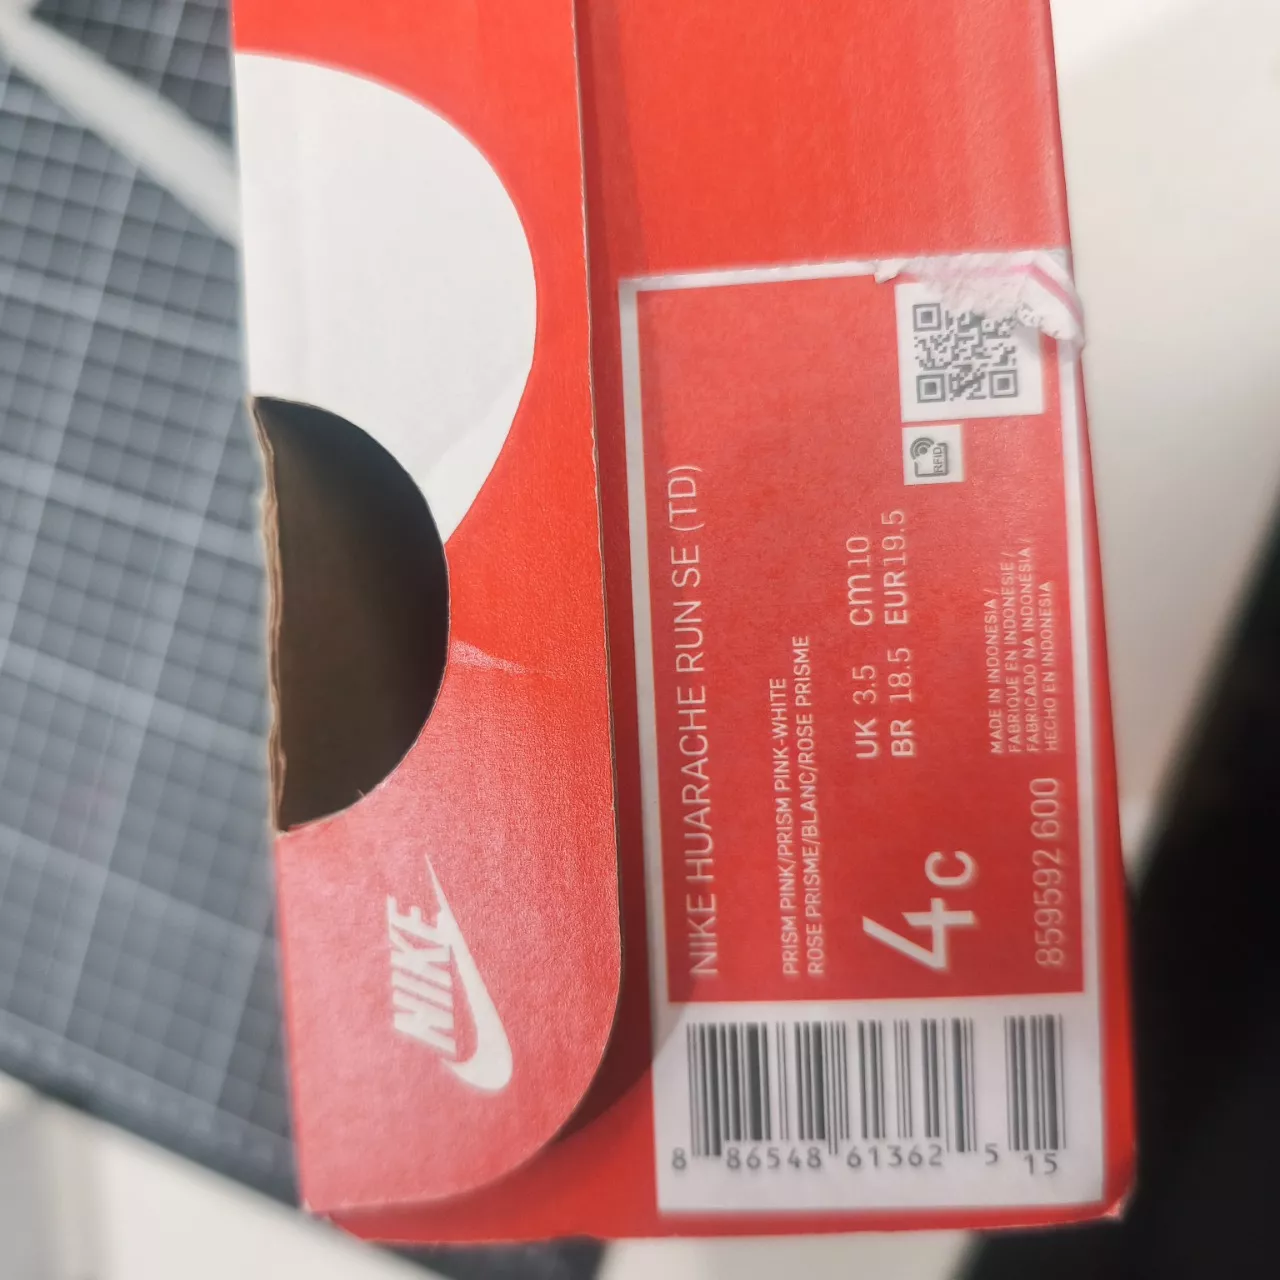 NIKE
NIKE HUARACHE RUN SE (TD)
PRISM PINK/PRISM PINK-WHITE
ROSE PRISME/BLANC/ROSE PRISME
4C
UK 3.5 cm10
BR 18.5 EUR19.5
RFID
MADE IN INDONESIA /
FABRIQUE EN INDONESIE /
FABRICADO NA INDONÉSIA /
HECHO EN INDONESIA
859592 600
8 86548 61362 5 15